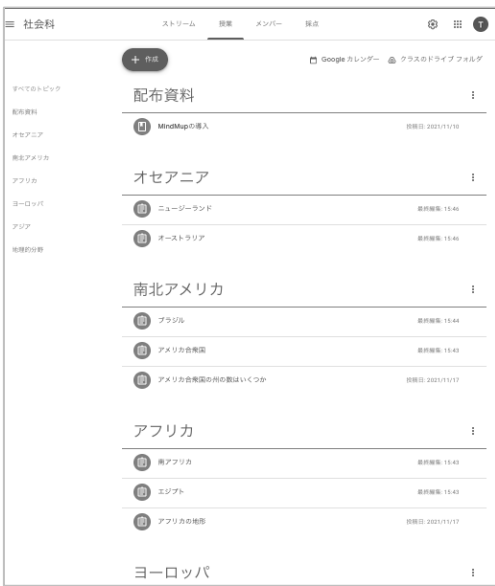 社会科
ストリーム 授業 メンバー 採点
T
+ 作成
Google カレンダー クラスのドライブ フォルダ
すべてのトピック
配布資料
オセアニア
南北アメリカ
アフリカ
ヨーロッパ
アジア
地理的分野
配布資料
MindMupの導入 投稿日: 2021/11/10
オセアニア
ニュージーランド 最終編集: 15:46
オーストラリア 最終編集: 15:46
南北アメリカ
ブラジル 最終編集: 15:44
アメリカ合衆国 最終編集: 15:43
アメリカ合衆国の州の数はいくつか 投稿日: 2021/11/17
アフリカ
南アフリカ 最終編集: 15:43
エジプト 最終編集: 15:43
アフリカの地形 投稿日: 2021/11/17
ヨーロッパ